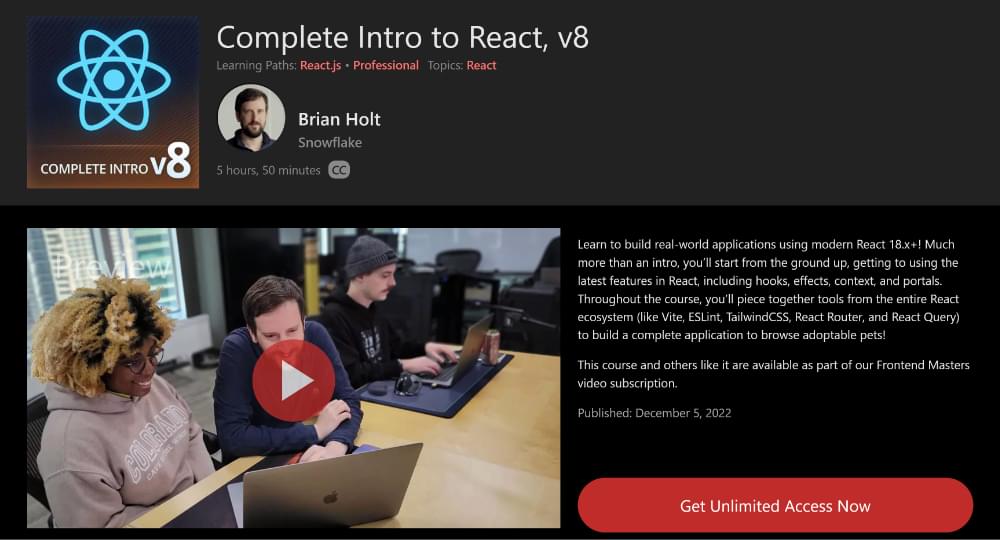 Complete Intro to React, v8
Learning Paths: React.js • Professional Topics: React
Brian Holt
Snowflake
5 hours, 50 minutes CC
COMPLETE INTRO v8
Preview
COLORADO
Learn to build real-world applications using modern React 18.x+! Much
more than an intro, you'll start from the ground up, getting to using the
latest features in React, including hooks, effects, context, and portals.
Throughout the course, you'll piece together tools from the entire React
ecosystem (like Vite, ESLint, TailwindCSS, React Router, and React Query)
to build a complete application to browse adoptable pets!
This course and others like it are available as part of our Frontend Masters
video subscription.
Published: December 5, 2022
Get Unlimited Access Now